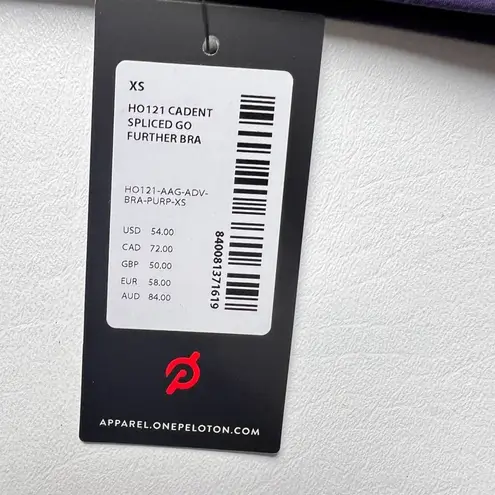 XS
HO121 CADENT
SPLICED GO
FURTHER BRA
HO121-AAG-ADV-
BRA-PURP-XS
USD 54.00
CAD 72.00
GBP 50.00
EUR 58.00
AUD 84.00
840081371619
APPAREL.ONEPELOTON.COM